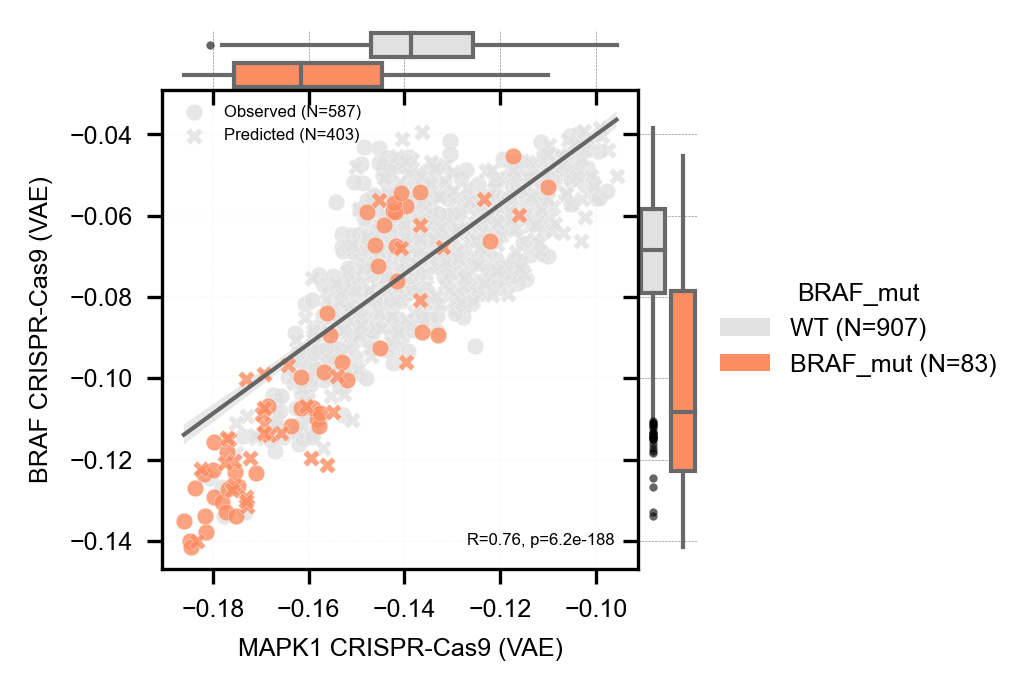 Observed (N=587)
Predicted (N=403)
−0.04
−0.06
−0.08
−0.10
−0.12
−0.14
BRAF CRISPR-Cas9 (VAE)
R=0.76, p=6.2e-188
−0.18
−0.16
−0.14
−0.12
−0.10
MAPK1 CRISPR-Cas9 (VAE)
BRAF_mut
WT (N=907)
BRAF_mut (N=83)